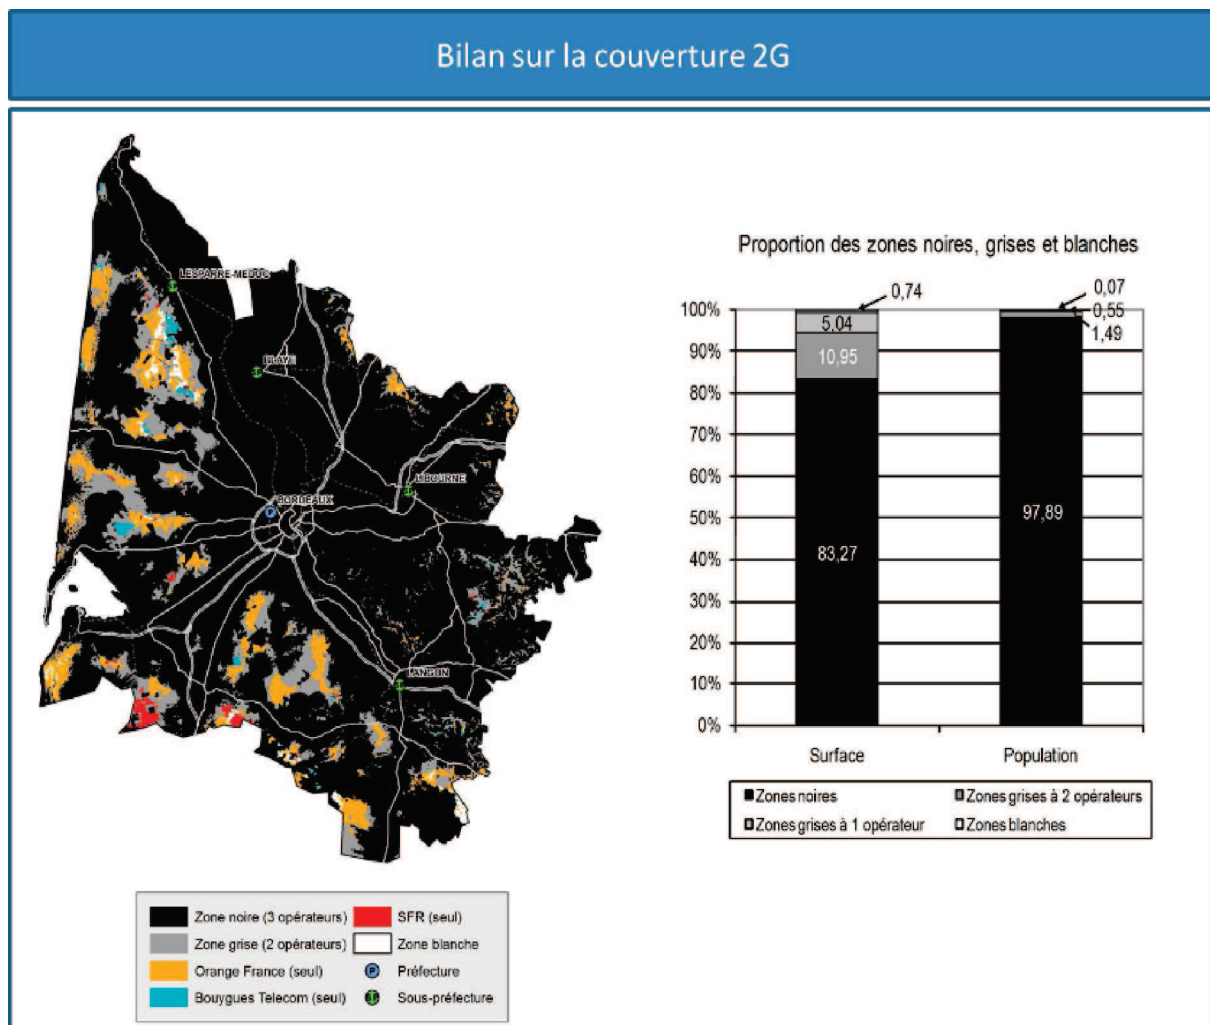 Bilan sur la couverture 2G
LESPARRE-MEDOC
BLAYE
LIBOURNE
BORDEAUX
LANGON
Zone noire (3 opérateurs)
SFR (seul)
Zone grise (2 opérateurs)
Zone blanche
Orange France (seul)
P
Préfecture
Bouygues Telecom (seul)
SP
Sous-préfecture
Proportion des zones noires, grises et blanches
0,74
0,07
0,55
1,49
100%
90%
80%
70%
60%
50%
40%
30%
20%
10%
0%
5,04
10,95
83,27
97,89
Surface
Population
Zones noires
Zones grises à 2 opérateurs
Zones grises à 1 opérateur
Zones blanches